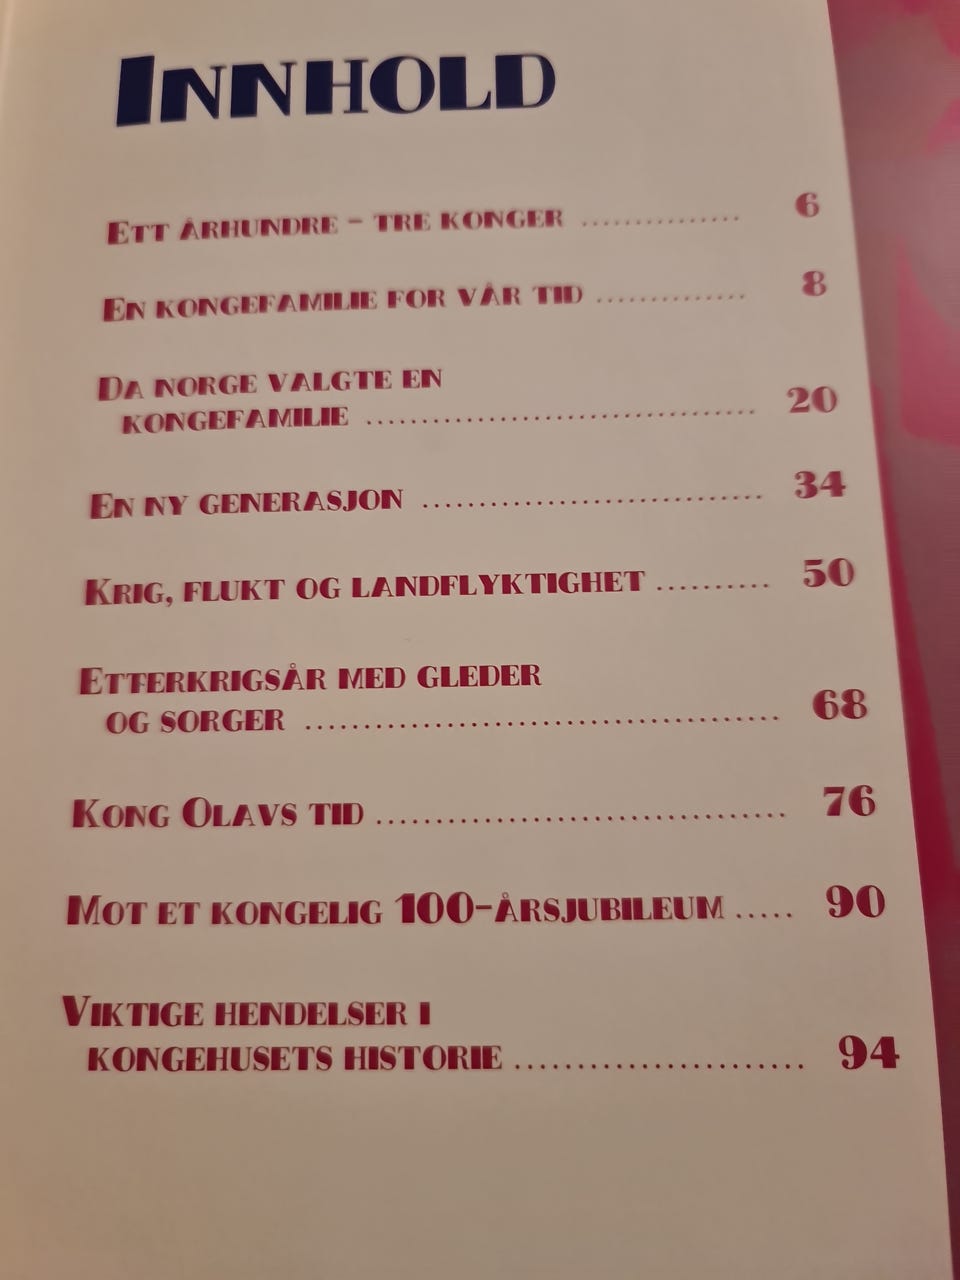 INNHOLD
ETT ÅRHUNDRE – TRE KONGER ................ 6
EN KONGEFAMILIE FOR VÅR TID ............... 8
DA NORGE VALGTE EN
KONGEFAMILIE ................................. 20
EN NY GENERASJON ............................. 34
KRIG, FLUKT OG LANDFLYKTIGHET .......... 50
ETTERKRIGSÅR MED GLEDER
OG SORGER ....................................... 68
KONG OLAVS TID .................................. 76
MOT ET KONGELIG 100-ÅRSJUBILEUM ..... 90
VIKTIGE HENDELSER I
KONGEHUSETS HISTORIE ...................... 94